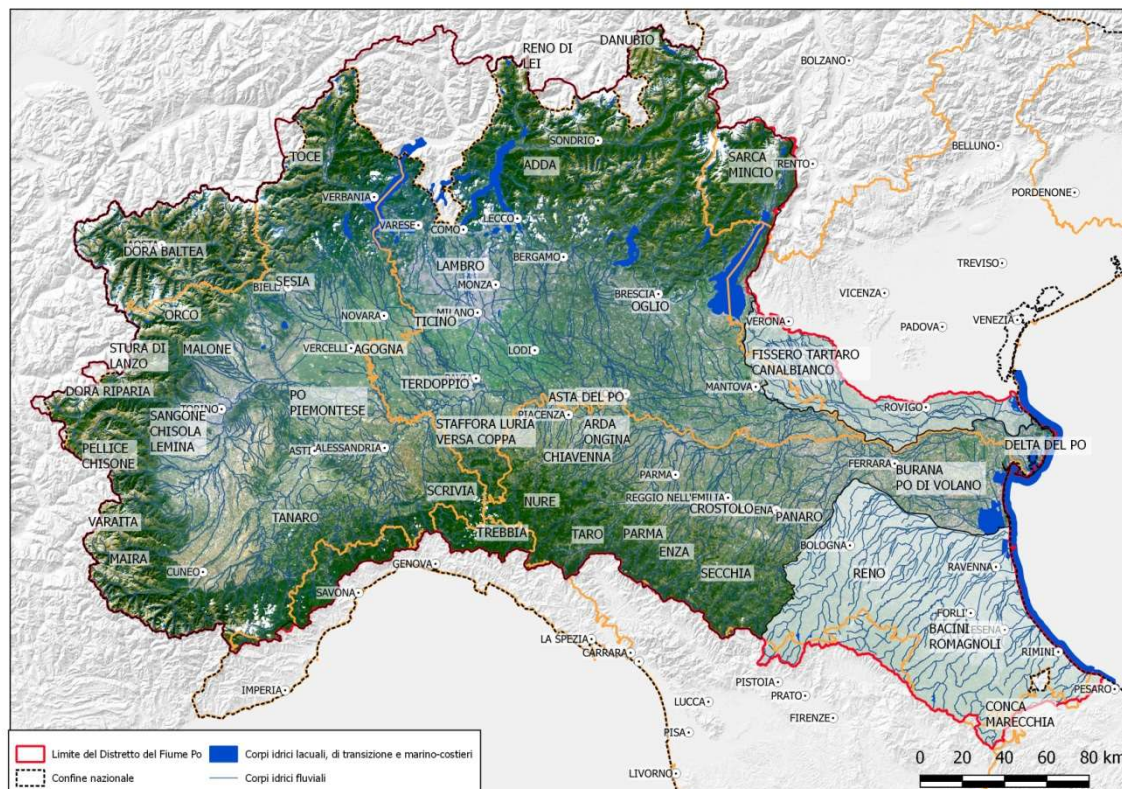 RENO DI
LEI
DANUBIO
BOLZANO
SONDRIO
BELLUNO
TOCE
ADDA
SARCA
MINCIO
TRENTO
PORDENONE
VERBANIA
VARESE
COMO
LECCO
DORA BALTEA
BERGAMO
LAMBRO
TREVISO
SESIA
MONZA
BRESCIA
OGLIO
VICENZA
ORCO
NOVARA
MILANO
TICINO
VERONA
PADOVA
VENEZIA
STURA DI
LANZO
MALONE
VERCELLI
AGOGNA
LODI
FISSERO TARTARO
CANALBIANCO
DORA RIPARIA
TERDOPPIO
MANTOVA
PO
PIEMONTESE
ASTA DEL PO
ROVIGO
TORINO
SANGONE
CHISOLA
LEMINA
PIACENZA
STAFFORA LURIA
VERSA COPPA
ARDA
ONGINA
CHIAVENNA
DELTA DEL PO
PELLICE
CHISONE
ASTI
ALESSANDRIA
FERRARA
BURANA
PO DI VOLANO
PARMA
SCRIVIA
NURE
REGGIO NELL'EMILIA
CROSTOLO
PANARO
VARAITA
TANARO
TREBBIA
TARO
PARMA
ENZA
BOLOGNA
MAIRA
CUNEO
GENOVA
SECCHIA
RENO
RAVENNA
SAVONA
FORLI'
BACINI
ROMAGNOLI
LA SPEZIA
CARRARA
RIMINI
IMPERIA
PISTOIA
PRATO
LUCCA
FIRENZE
PESARO
CONCA
MARECCHIA
PISA
LIVORNO
Limite del Distretto del Fiume Po
Corpi idrici lacuali, di transizione e marino-costieri
Confine nazionale
Corpi idrici fluviali
0 20 40 60 80 km